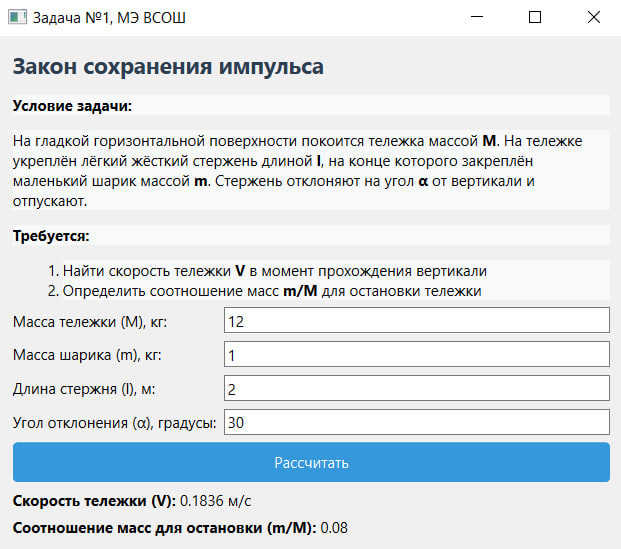 Задача №1, МЭ ВСОШ
Закон сохранения импульса
Условие задачи:
На гладкой горизонтальной поверхности покоится тележка массой M. На тележке
укреплён лёгкий жёсткий стержень длиной l, на конце которого закреплён
маленький шарик массой m. Стержень отклоняют на угол α от вертикали и
отпускают.
Требуется:
1. Найти скорость тележки V в момент прохождения вертикали
2. Определить соотношение масс m/M для остановки тележки
Масса тележки (M), кг: 12
Масса шарика (m), кг: 1
Длина стержня (l), м: 2
Угол отклонения (α), градусы: 30
Рассчитать
Скорость тележки (V): 0.1836 м/с
Соотношение масс для остановки (m/M): 0.08